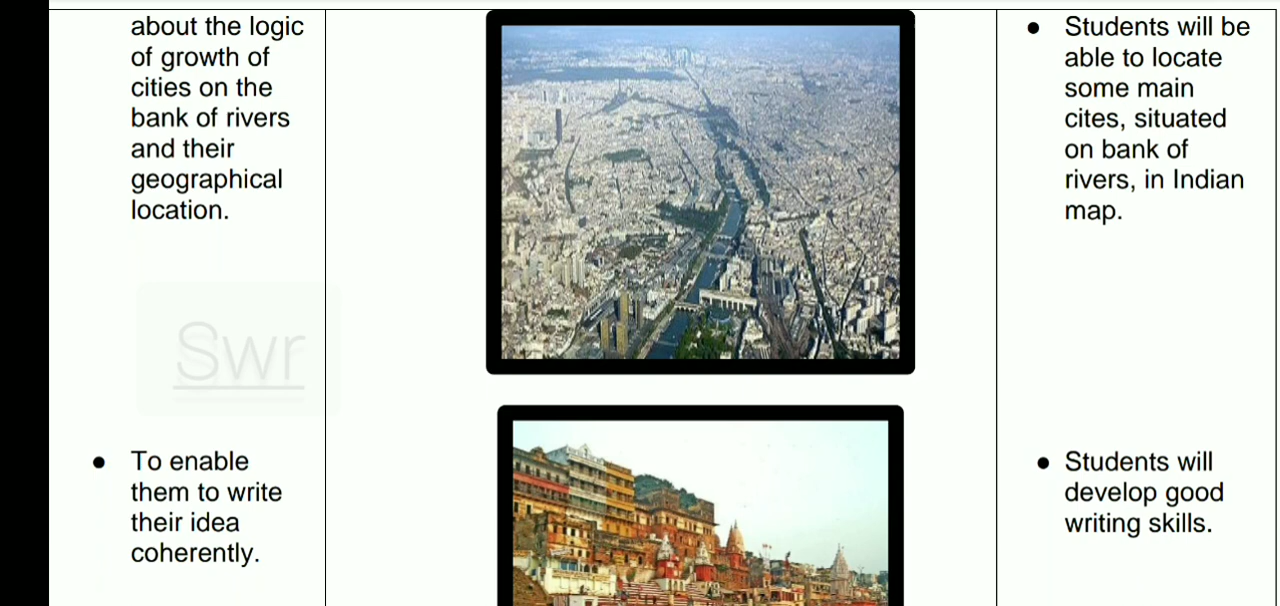 about the logic
of growth of
cities on the
bank of rivers
and their
geographical
location.
Swr
● To enable
them to write
their idea
coherently.
● Students will be
able to locate
some main
cites, situated
on bank of
rivers, in Indian
map.
● Students will
develop good
writing skills.